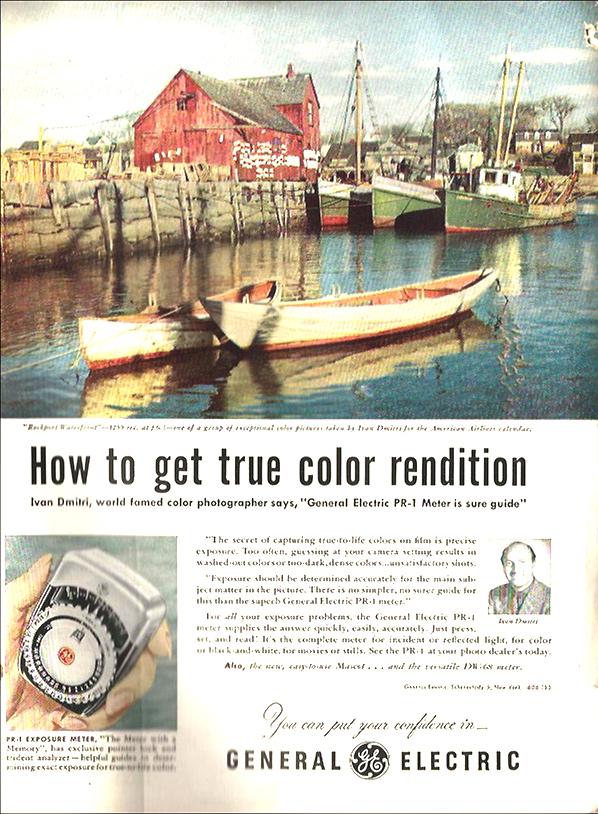 "Rockport Waterfront"— sec. at —one of a group of exceptional color pictures taken by Ivan Dmitri for the American Airlines calendar.
How to get true color rendition
Ivan Dmitri, world famed color photographer says, "General Electric PR-1 Meter is sure guide"
"The secret of capturing true-to-life colors on film is precise
exposure. Too often, guessing at your camera setting results in
washed-out colors or too-dark, dense colors...unsatisfactory shots.
"Exposure should be determined accurately for the main sub-
ject matter in the picture. There is no simpler, no surer guide for
this than the superb General Electric PR-1 meter."
For all your exposure problems, the General Electric PR-1
meter supplies the answer quickly, easily, accurately. Just press,
set, and read! It's the complete meter for incident or reflected light, for color
or black-and-white, for movies or stills. See the PR-1 at your photo dealer's today.
Also, the new, easy-to-use Mascot . . . and the versatile DW-68 meter.
General Electric, Schenectady 5, New York
Ivan Dmitri
PR-1 EXPOSURE METER, "The Meter with a
Memory", has exclusive pointer lock and
trident analyzer—helpful guides in deter-
mining exact exposure for true-to-life color.
You can put your confidence in—
GENERAL GE ELECTRIC